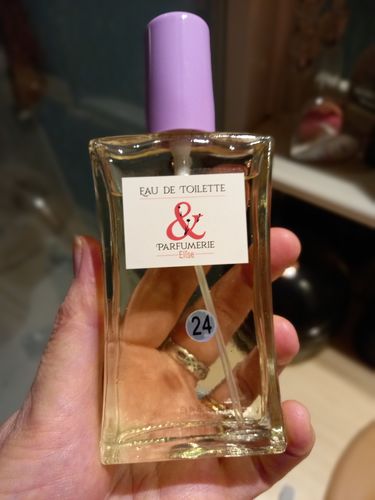 EAU DE TOILETTE
&
PARFUMERIE
Elise
24